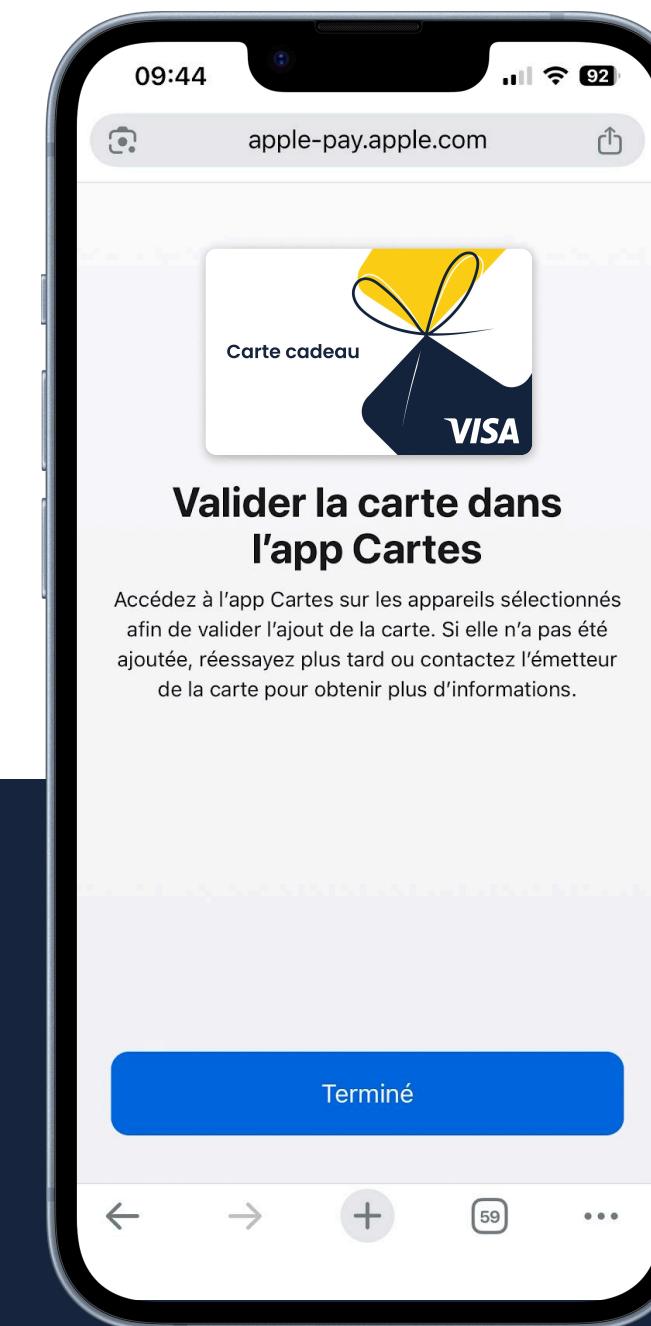 09:44
92
apple-pay.apple.com
Carte cadeau
VISA
Valider la carte dans
l’app Cartes
Accédez à l’app Cartes sur les appareils sélectionnés
afin de valider l’ajout de la carte. Si elle n’a pas été
ajoutée, réessayez plus tard ou contactez l’émetteur
de la carte pour obtenir plus d’informations.
Terminé
59